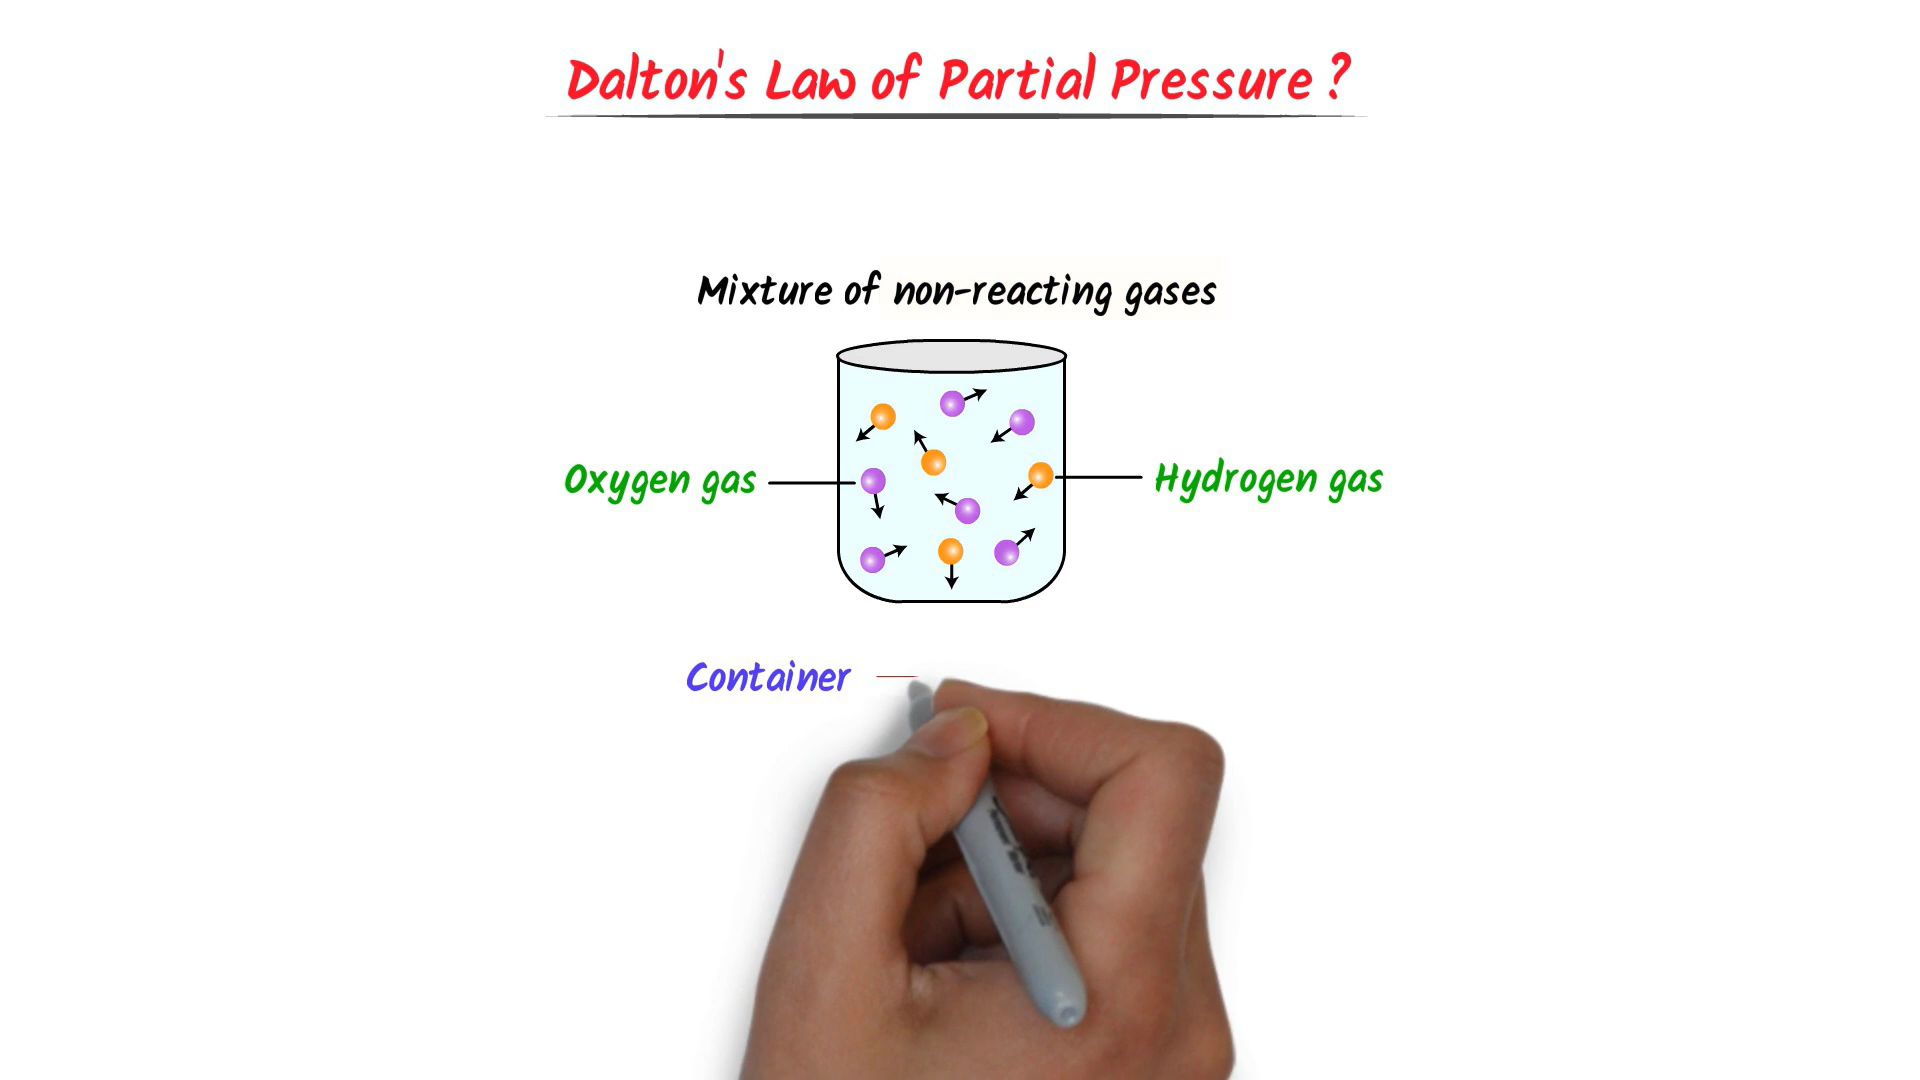 Dalton's Law of Partial Pressure ?
Mixture of non-reacting gases
Oxygen gas
Hydrogen gas
Container